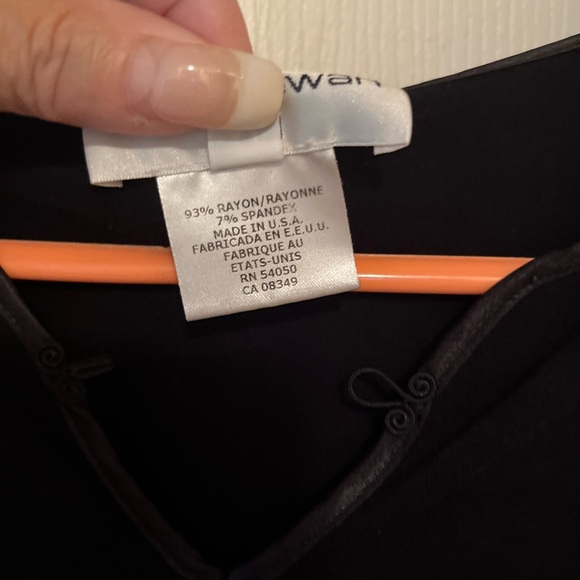 93% RAYON/RAYONNE
7% SPANDEX
MADE IN U.S.A.
FABRICADA EN E.E.U.U.
FABRIQUE AU
ETATS-UNIS
RN 54050
CA 08349